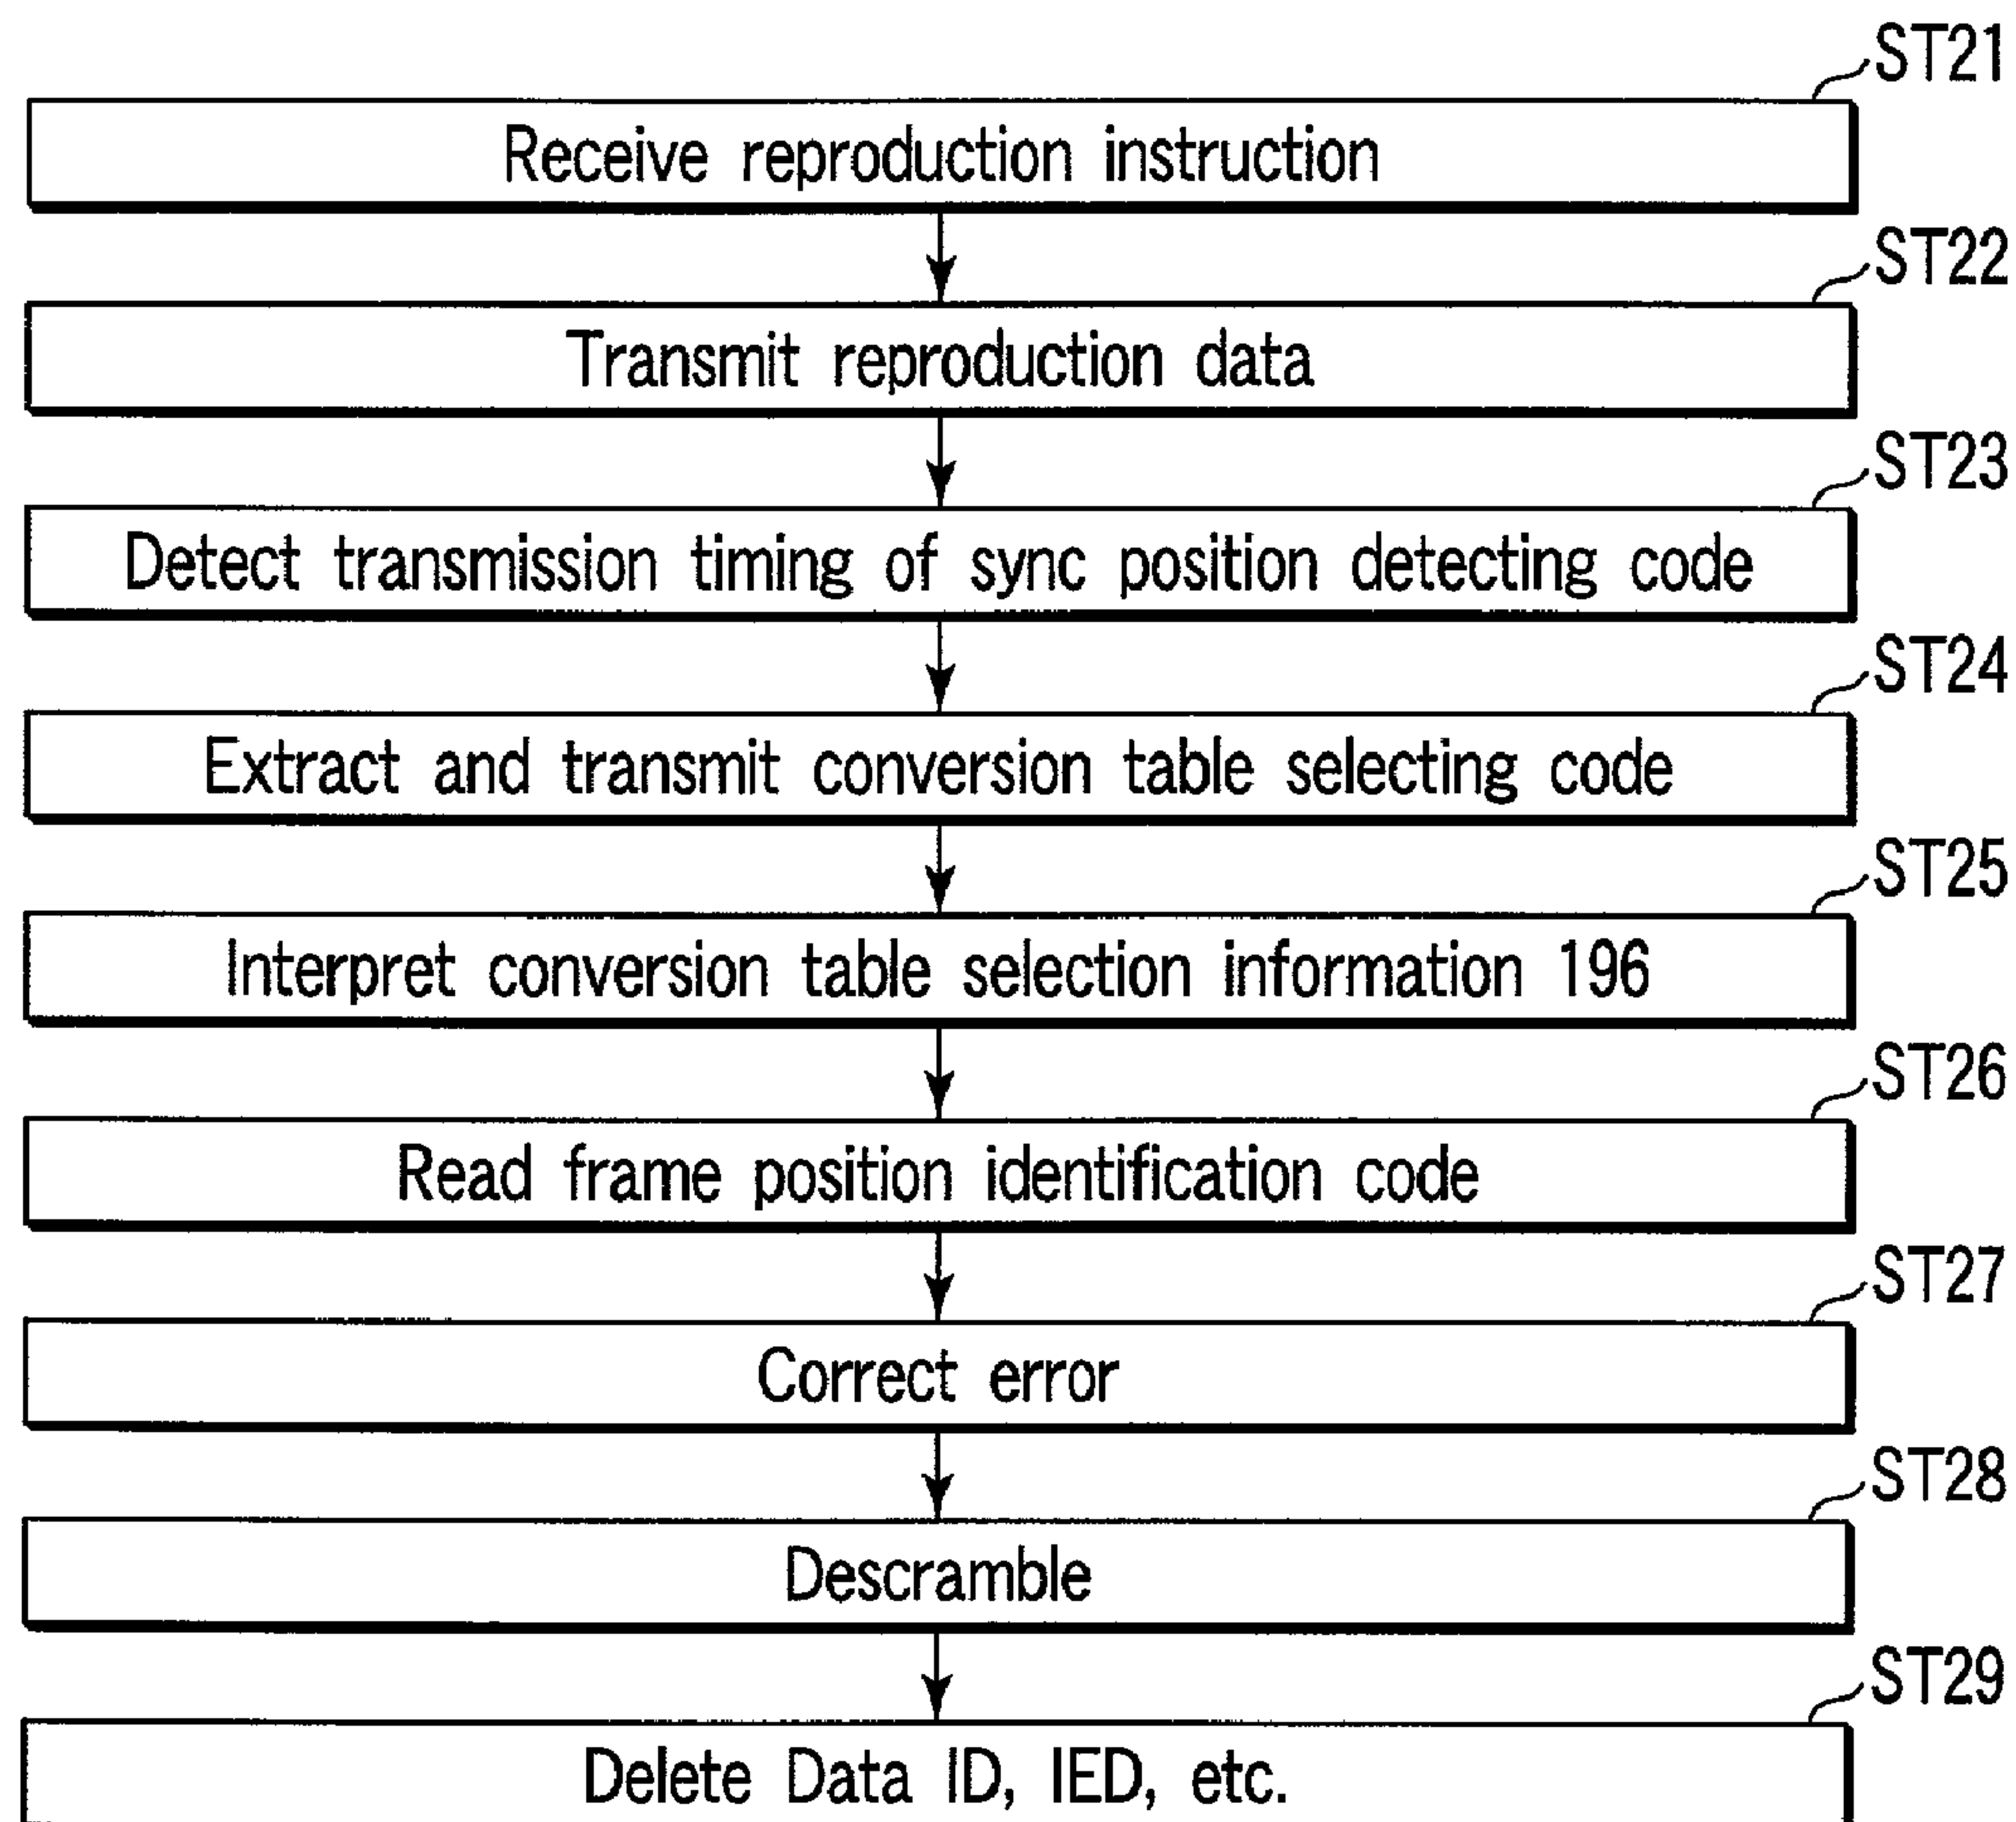 ST21
Receive reproduction instruction
ST22
Transmit reproduction data
ST23
Detect transmission timing of sync position detecting code
ST24
Extract and transmit conversion table selecting code
ST25
Interpret conversion table selection information 196
ST26
Read frame position identification code
ST27
Correct error
ST28
Descramble
ST29
Delete Data ID, IED, etc.